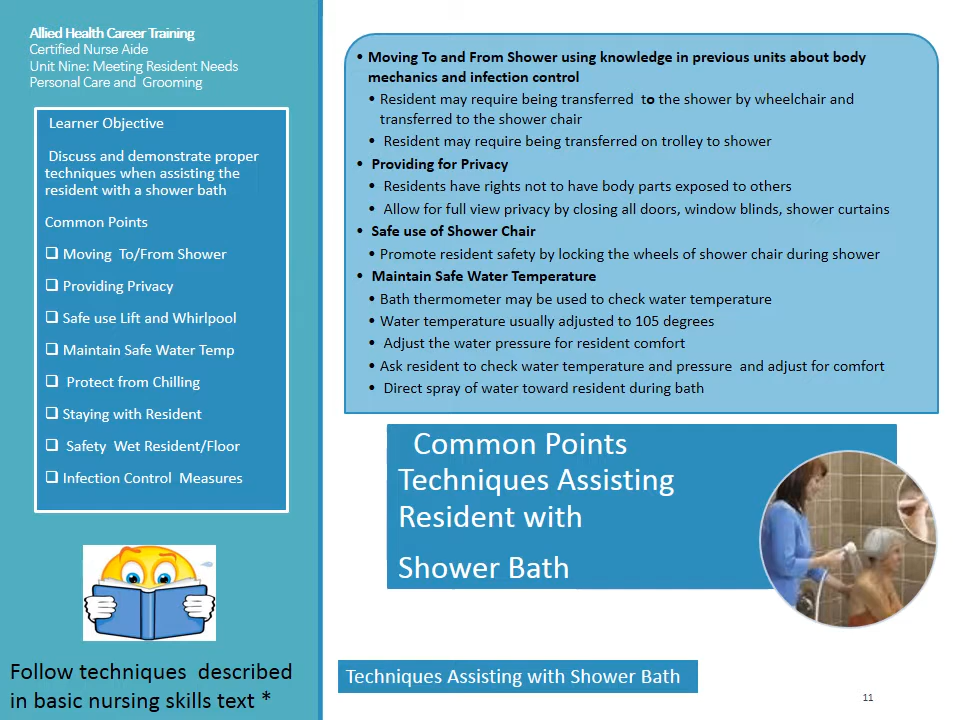 Allied Health Career Training
Certified Nurse Aide
Unit Nine: Meeting Resident Needs
Personal Care and Grooming
Learner Objective
Discuss and demonstrate proper
techniques when assisting the
resident with a shower bath
Common Points
❑ Moving To/From Shower
❑ Providing Privacy
❑ Safe use Lift and Whirlpool
❑ Maintain Safe Water Temp
❑ Protect from Chilling
❑ Staying with Resident
❑ Safety Wet Resident/Floor
❑ Infection Control Measures
Follow techniques described
in basic nursing skills text *
• Moving To and From Shower using knowledge in previous units about body
mechanics and infection control
• Resident may require being transferred to the shower by wheelchair and
transferred to the shower chair
• Resident may require being transferred on trolley to shower
• Providing for Privacy
• Residents have rights not to have body parts exposed to others
• Allow for full view privacy by closing all doors, window blinds, shower curtains
• Safe use of Shower Chair
• Promote resident safety by locking the wheels of shower chair during shower
• Maintain Safe Water Temperature
• Bath thermometer may be used to check water temperature
• Water temperature usually adjusted to 105 degrees
• Adjust the water pressure for resident comfort
• Ask resident to check water temperature and pressure and adjust for comfort
• Direct spray of water toward resident during bath
Common Points
Techniques Assisting
Resident with
Shower Bath
Techniques Assisting with Shower Bath
11